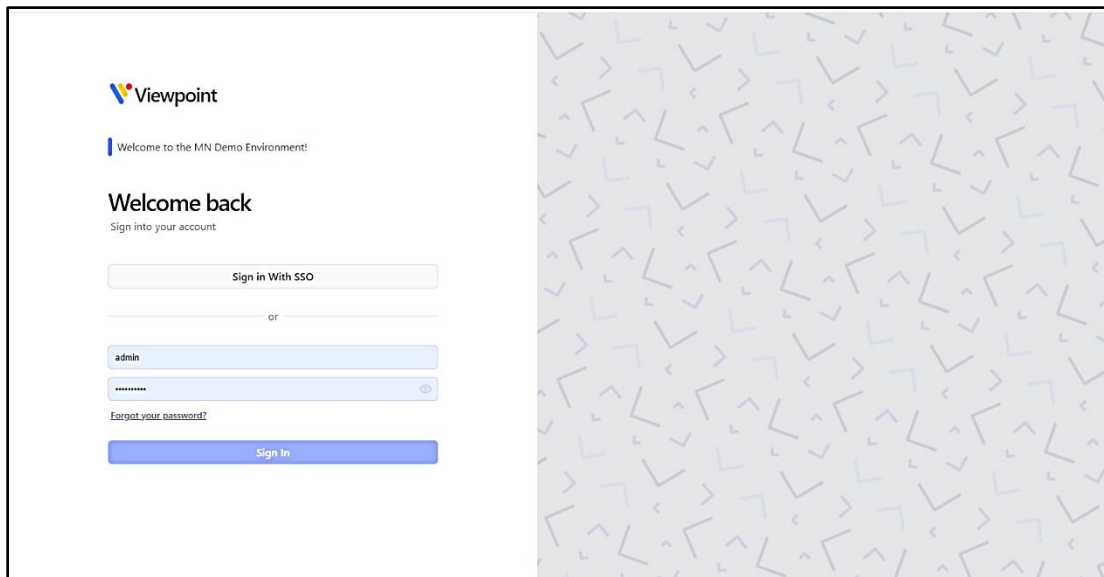 Viewpoint
Welcome to the MN Demo Environment!
Welcome back
Sign into your account
Sign in With SSO
or
admin
••••••••••
Forgot your password?
Sign In